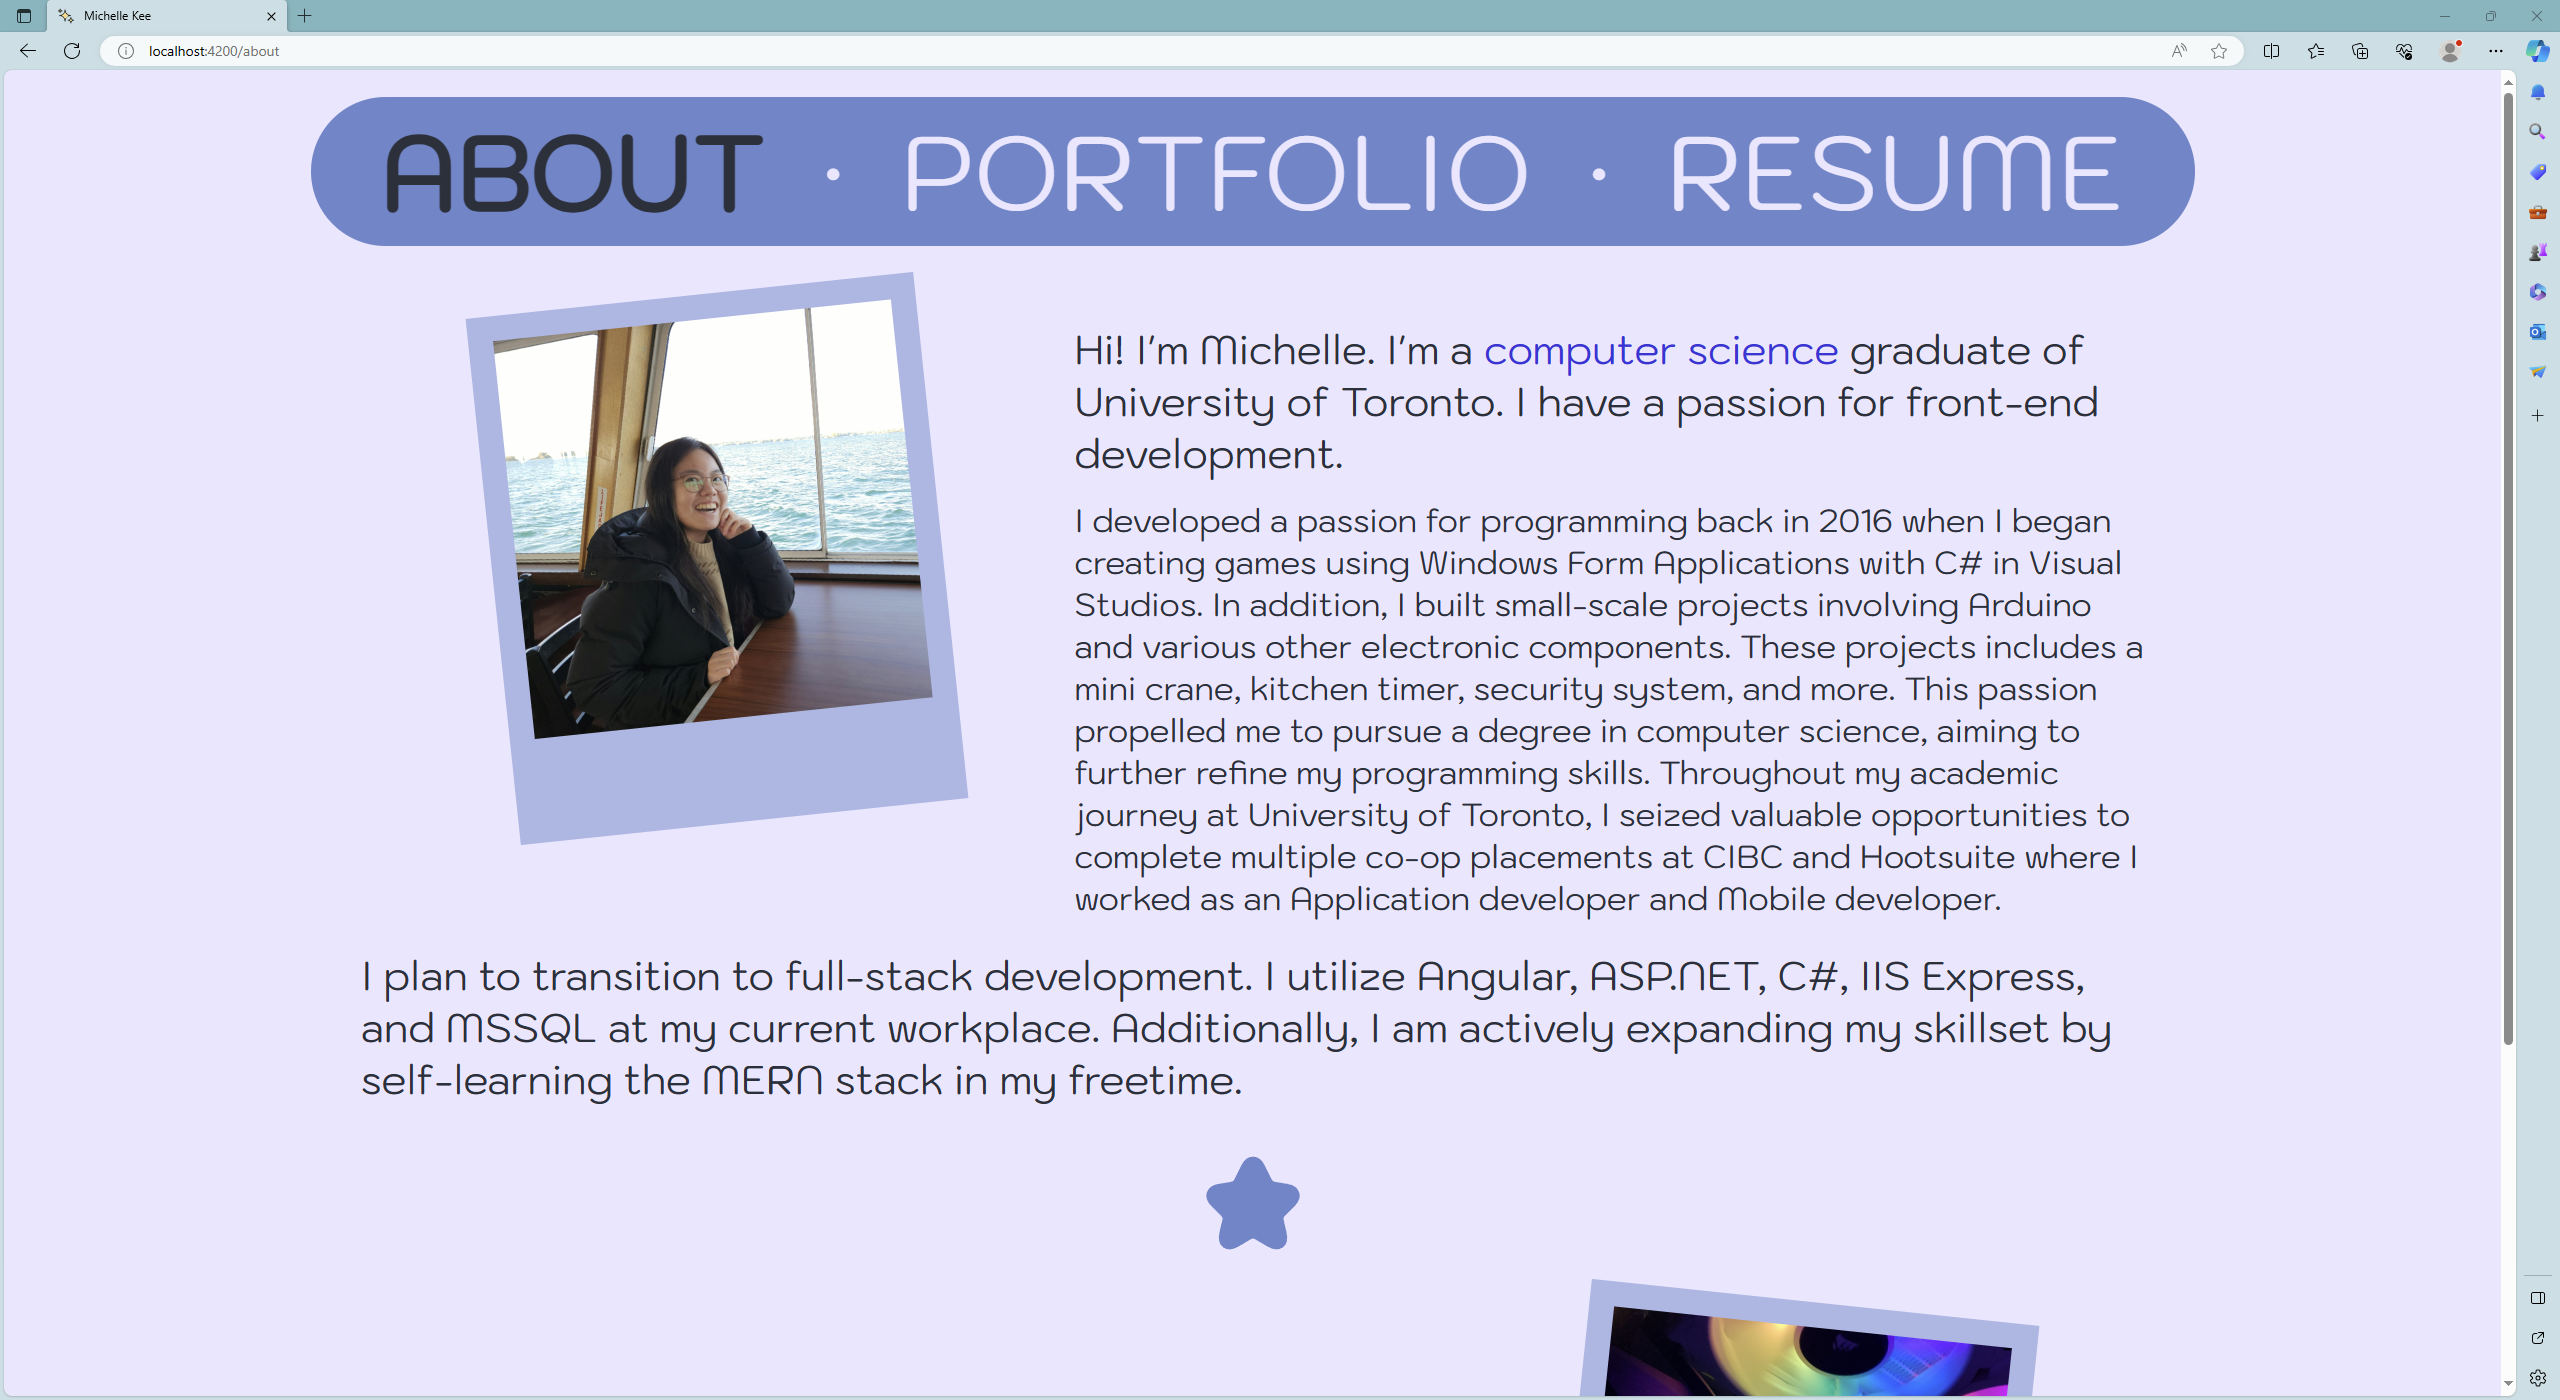 Michelle Kee
localhost:4200/about
ABOUT · PORTFOLIO · RESUME
Hi! I'm Michelle. I'm a computer science graduate of
University of Toronto. I have a passion for front-end
development.
I developed a passion for programming back in 2016 when I began
creating games using Windows Form Applications with C# in Visual
Studios. In addition, I built small-scale projects involving Arduino
and various other electronic components. These projects includes a
mini crane, kitchen timer, security system, and more. This passion
propelled me to pursue a degree in computer science, aiming to
further refine my programming skills. Throughout my academic
journey at University of Toronto, I seized valuable opportunities to
complete multiple co-op placements at CIBC and Hootsuite where I
worked as an Application developer and Mobile developer.
I plan to transition to full-stack development. I utilize Angular, ASP.NET, C#, IIS Express,
and MSSQL at my current workplace. Additionally, I am actively expanding my skillset by
self-learning the MERN stack in my freetime.